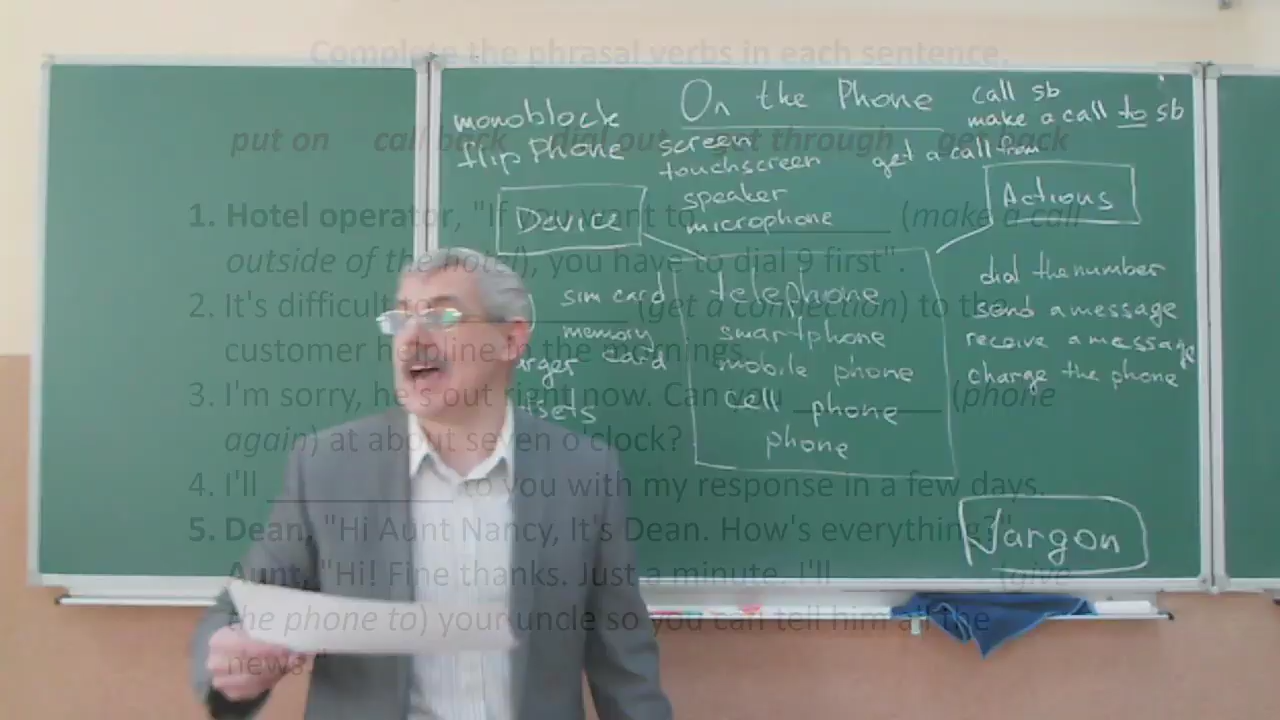 Complete the phrasal verbs in each sentence.
put on call back dial out get through get back
1. Hotel operator, "If you want to ____________ (make a call
outside of the hotel), you have to dial 9 first".
2. It's difficult to ____________ (get a connection) to the
customer helpline in the mornings.
3. I'm sorry, he's out right now. Can you __________ (phone
again) at about seven o'clock?
4. I'll ____________ to you with my response in a few days.
5. Dean, "Hi Aunt Nancy, It's Dean. How's everything?"
Aunt, "Hi! Fine thanks. Just a minute. I'll ___________ (give
the phone to) your uncle so you can tell him all the
news."
On the Phone
monoblock
flip Phone
screen
touchscreen
speaker
microphone
call sb
make a call to sb
get a call from
Device
Actions
sim card
memory
card
telephone
smartphone
mobile phone
cell phone
phone
dial the number
send a message
receive a message
charge the phone
Jargon